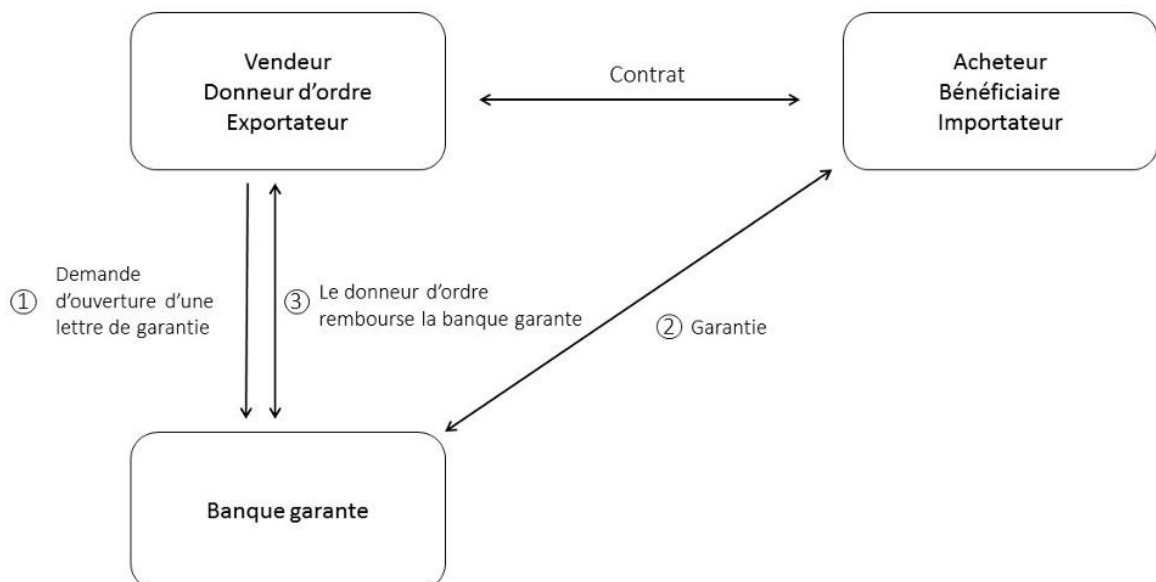 Vendeur
Donneur d’ordre
Exportateur
Contrat
Acheteur
Bénéficiaire
Importateur
① Demande
d’ouverture d’une
lettre de garantie
③ Le donneur d’ordre
rembourse la banque garante
② Garantie
Banque garante